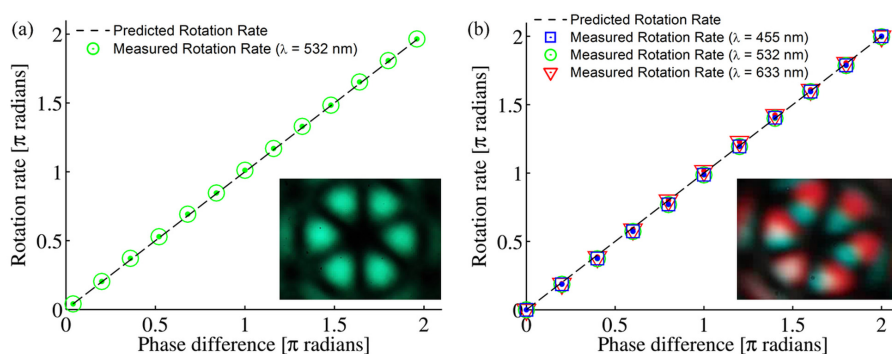 (a)
Predicted Rotation Rate
Measured Rotation Rate (λ = 532 nm)
Rotation rate [π radians]
2
1.5
1
0.5
0
0
0.5
1
1.5
2
Phase difference [π radians]
(b)
Predicted Rotation Rate
Measured Rotation Rate (λ = 455 nm)
Measured Rotation Rate (λ = 532 nm)
Measured Rotation Rate (λ = 633 nm)
Rotation rate [π radians]
2
1.5
1
0.5
0
0
0.5
1
1.5
2
Phase difference [π radians]